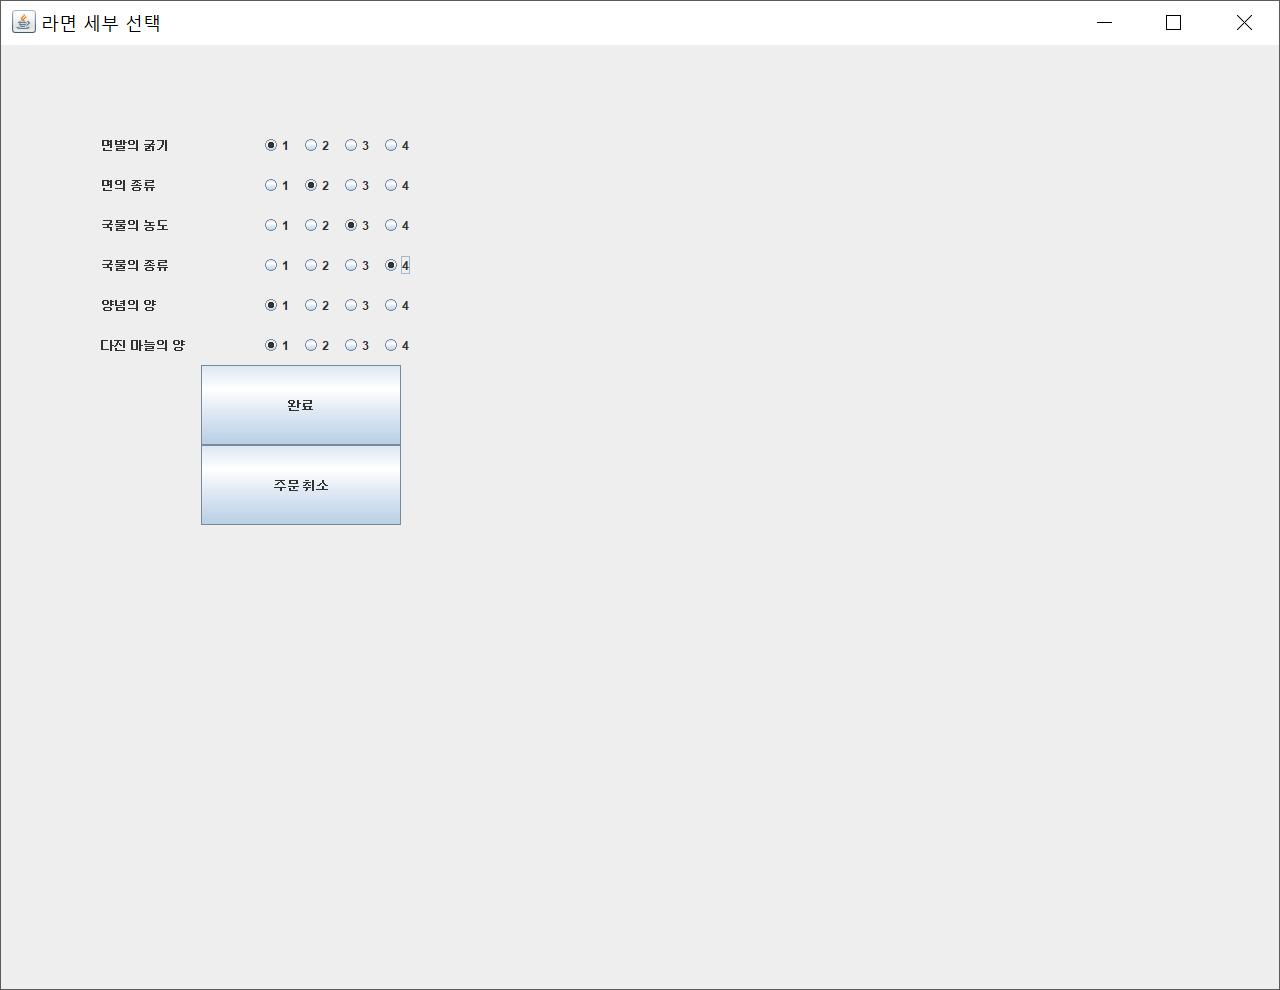 라면 세부 선택
면발의 굵기 1 2 3 4
면의 종류 1 2 3 4
국물의 농도 1 2 3 4
국물의 종류 1 2 3 4
양념의 양 1 2 3 4
다진 마늘의 양 1 2 3 4
완료
주문 취소